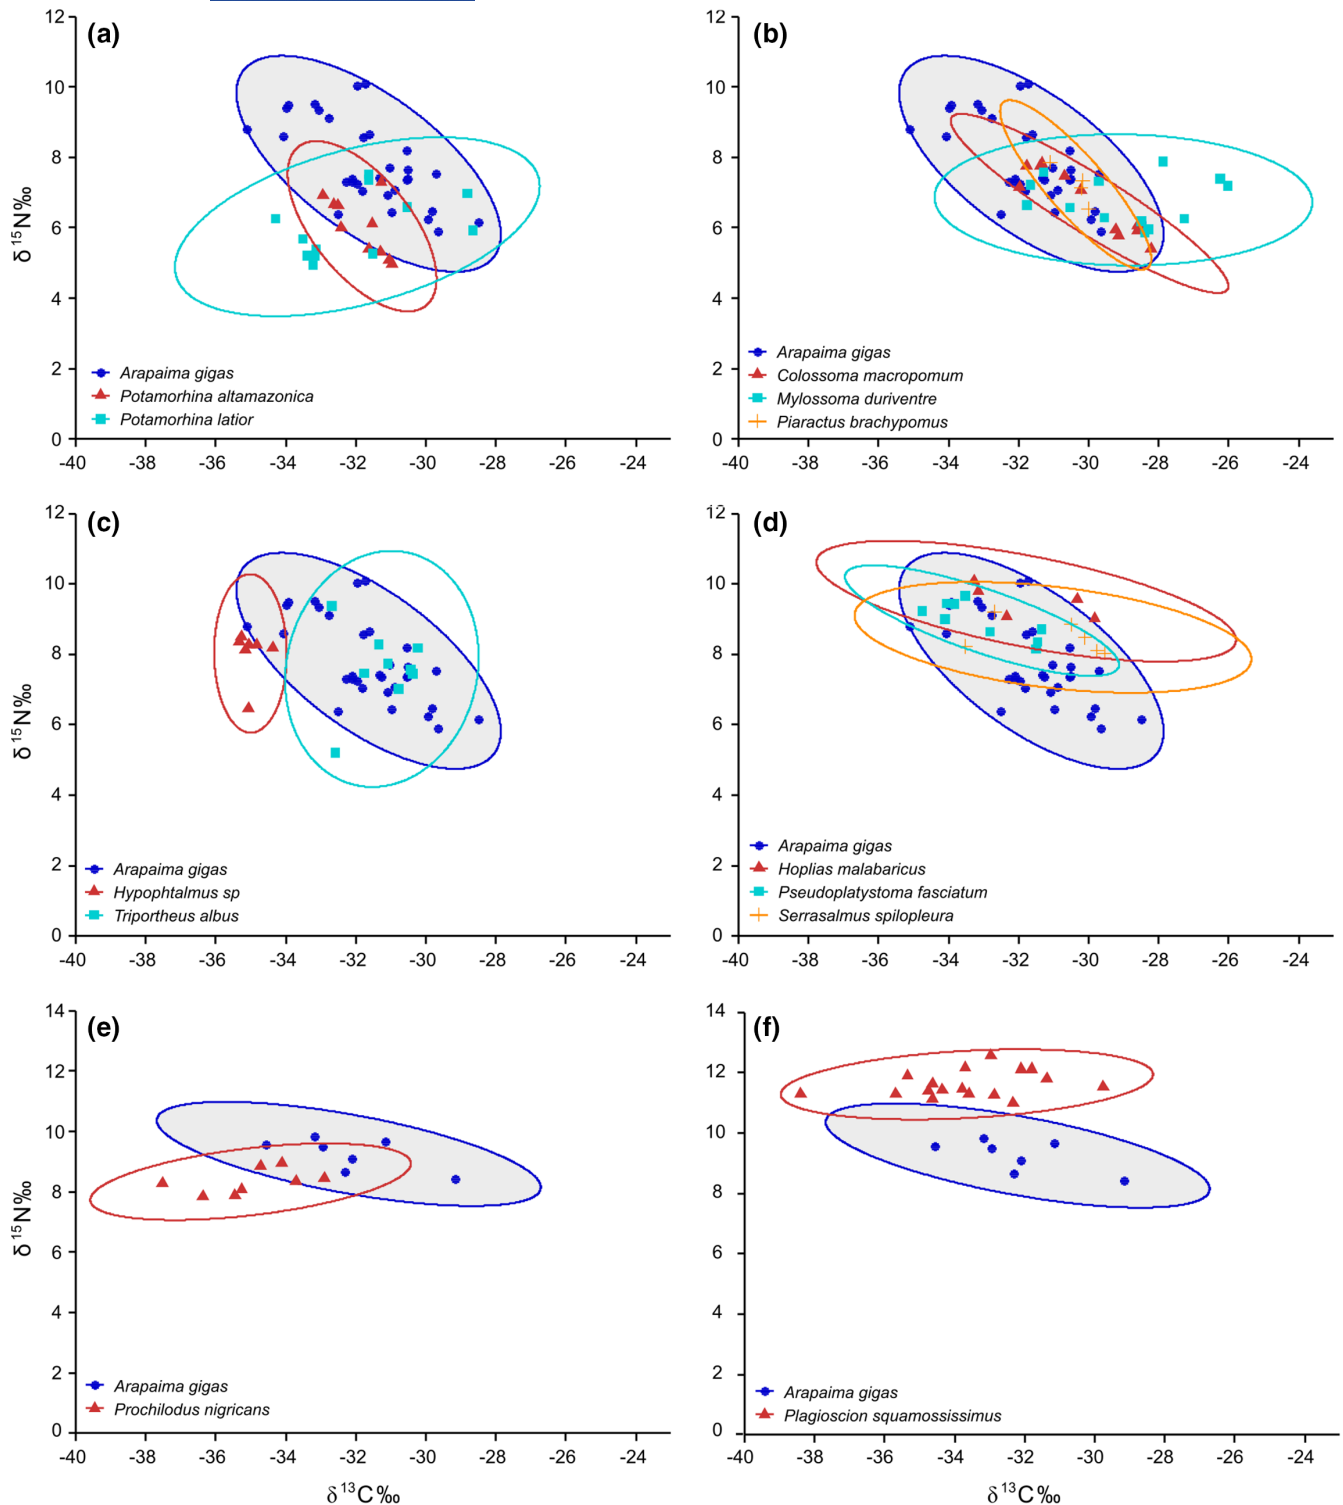 (a)
12
10
8
6
4
2
0
δ¹⁵N‰
Arapaima gigas
Potamorhina altamazonica
Potamorhina latior
-40 -38 -36 -34 -32 -30 -28 -26 -24
(b)
12
10
8
6
4
2
0
Arapaima gigas
Colossoma macropomum
Mylossoma duriventre
Piaractus brachypomus
-40 -38 -36 -34 -32 -30 -28 -26 -24
(c)
12
10
8
6
4
2
0
δ¹⁵N‰
Arapaima gigas
Hypophtalmus sp
Triportheus albus
-40 -38 -36 -34 -32 -30 -28 -26 -24
(d)
12
10
8
6
4
2
0
Arapaima gigas
Hoplias malabaricus
Pseudoplatystoma fasciatum
Serrasalmus spilopleura
-40 -38 -36 -34 -32 -30 -28 -26 -24
(e)
14
12
10
8
6
4
2
0
δ¹⁵N‰
Arapaima gigas
Prochilodus nigricans
-40 -38 -36 -34 -32 -30 -28 -26 -24
δ¹³C‰
(f)
14
12
10
8
6
4
2
0
Arapaima gigas
Plagioscion squamossissimus
-40 -38 -36 -34 -32 -30 -28 -26 -24
δ¹³C‰